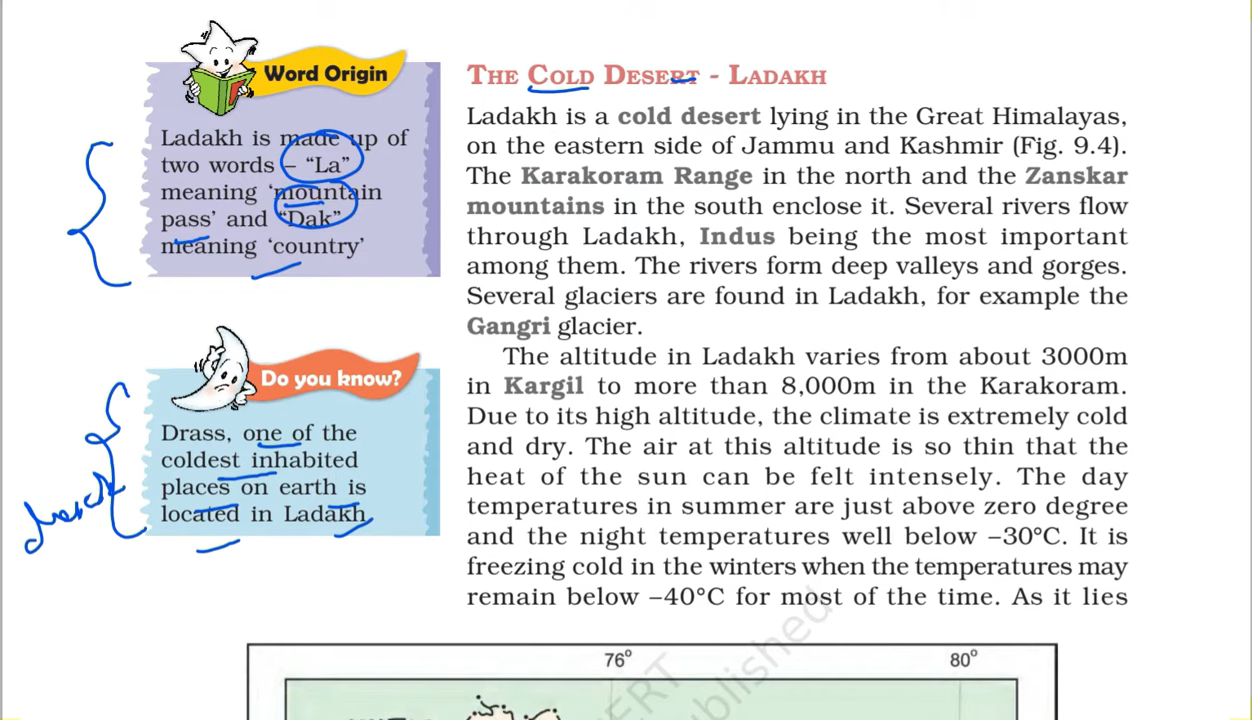 Word Origin
Ladakh is made up of
two words – “La”
meaning ‘mountain
pass’ and “Dak”
meaning ‘country’
Do you know?
Drass, one of the
coldest inhabited
places on earth is
located in Ladakh
THE COLD DESERT - LADAKH
Ladakh is a cold desert lying in the Great Himalayas,
on the eastern side of Jammu and Kashmir (Fig. 9.4).
The Karakoram Range in the north and the Zanskar
mountains in the south enclose it. Several rivers flow
through Ladakh, Indus being the most important
among them. The rivers form deep valleys and gorges.
Several glaciers are found in Ladakh, for example the
Gangri glacier.
The altitude in Ladakh varies from about 3000m
in Kargil to more than 8,000m in the Karakoram.
Due to its high altitude, the climate is extremely cold
and dry. The air at this altitude is so thin that the
heat of the sun can be felt intensely. The day
temperatures in summer are just above zero degree
and the night temperatures well below –30°C. It is
freezing cold in the winters when the temperatures may
remain below –40°C for most of the time. As it lies
76°
80°